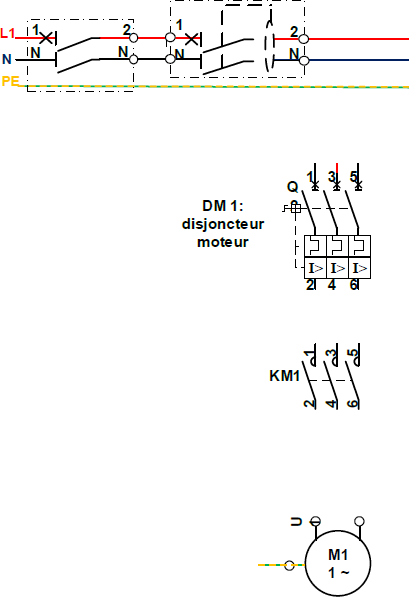 L1 1 2 1 2
N N N N N
PE
1 3 5
Q
DM 1:
disjoncteur
moteur
I> I> I>
2 4 6
1 3 5
KM1
2 4 6
U
M1
1 ~